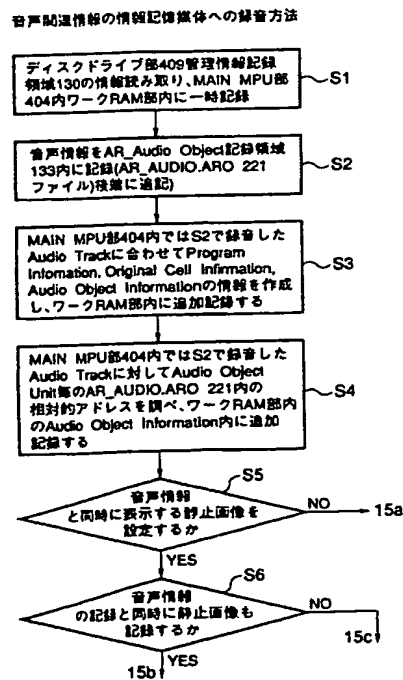 音声関連情報の情報記憶媒体への録音方法
ディスクドライブ部409管理情報記録
領域130の情報読み取り、MAIN MPU部
404内ワークRAM部内に一時記録
S1
音声情報をAR_Audio Object記録領域
133内に記録(AR_AUDIO.ARO 221
ファイル)後端に追記)
S2
MAIN MPU部404内ではS2で録音した
Audio Trackに合わせてProgram
Infomation, Original Cell Infirmation,
Audio Object Informationの情報を作成
し、ワークRAM部内に追加記録する
S3
MAIN MPU部404内ではS2で録音した
Audio Trackに対してAudio Object
Unit毎のAR_AUDIO.ARO 221内の
相対的アドレスを調べ、ワークRAM部内
のAudio Object Information内に追加
記録する
S4
S5
音声情報
と同時に表示する静止画像を
設定するか
NO
15a
YES
S6
音声情報
の記録と同時に静止画像も
記録するか
NO
15c
YES
15b